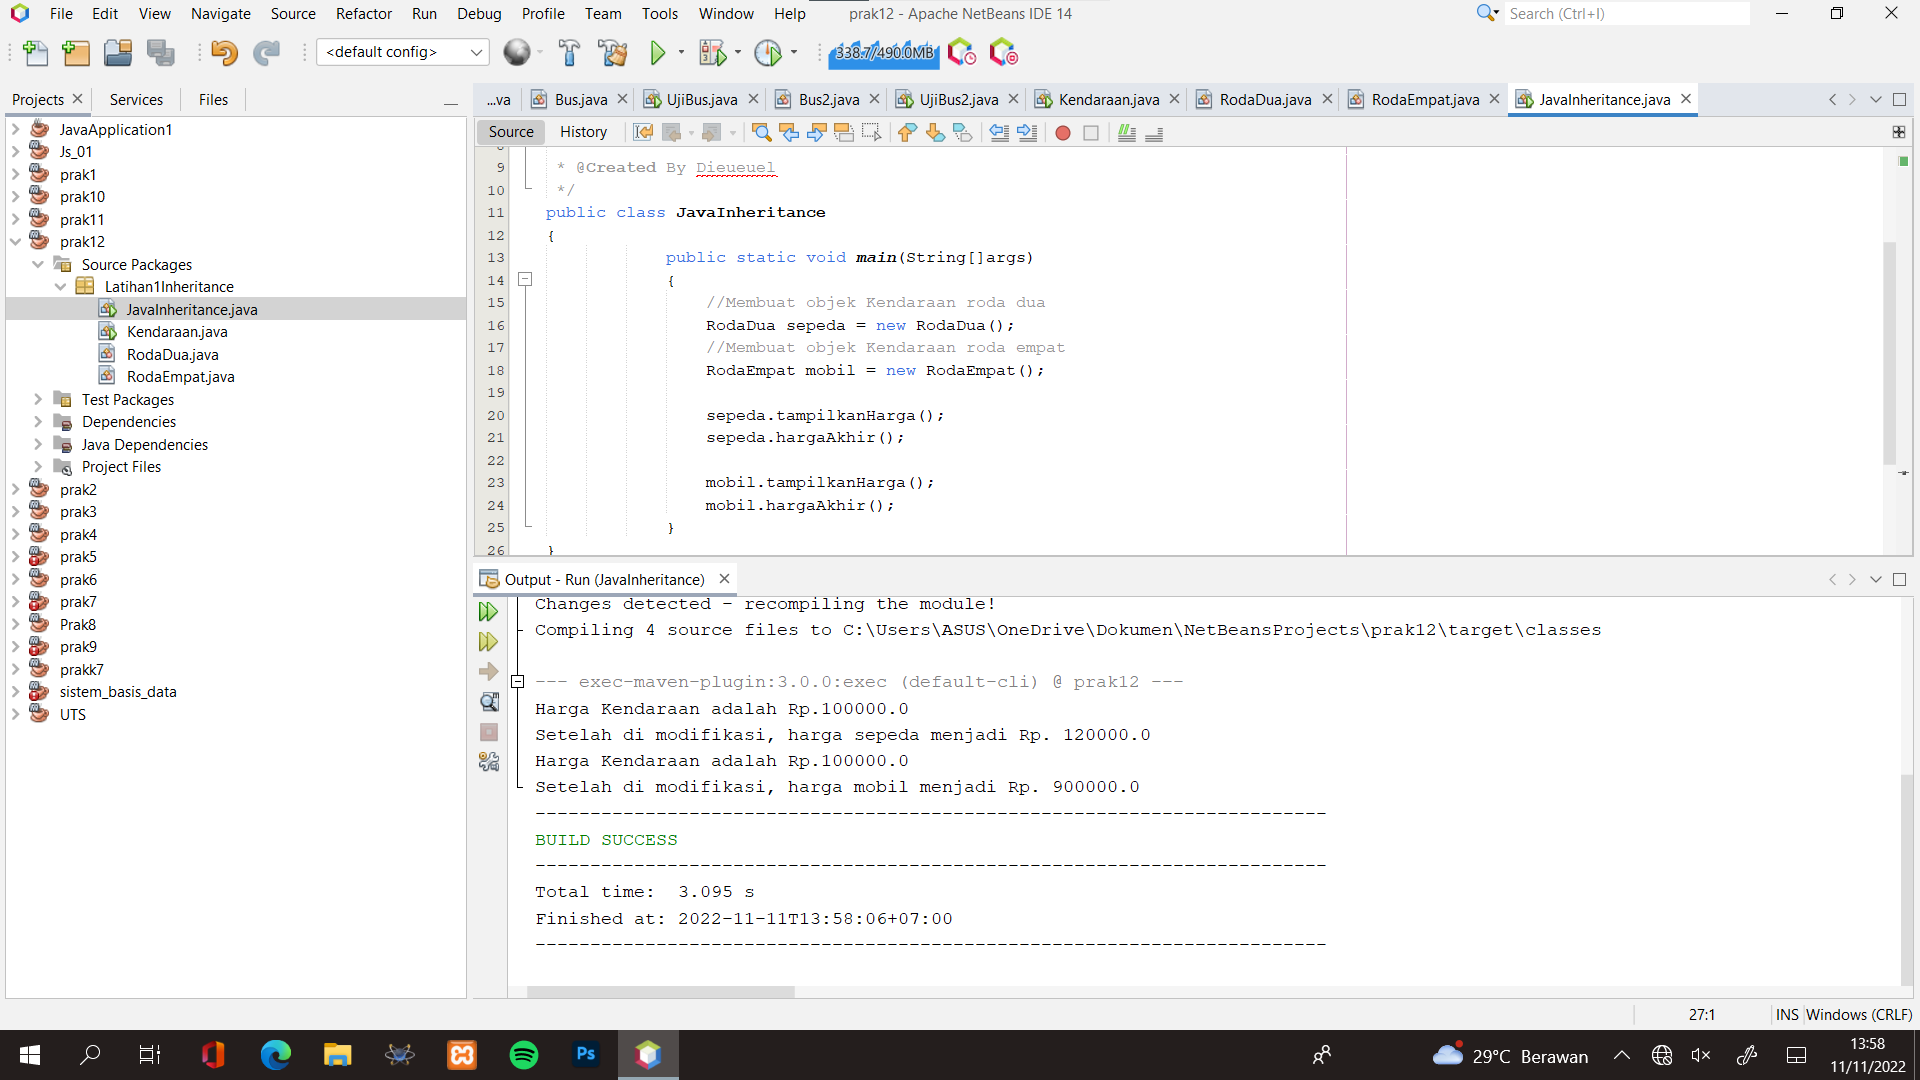 File Edit View Navigate Source Refactor Run Debug Profile Team Tools Window Help prak12 - Apache NetBeans IDE 14 Search (Ctrl+I)
<default config> 338.7/490.0MB
Projects Services Files
...va Bus.java UjiBus.java Bus2.java UjiBus2.java Kendaraan.java RodaDua.java RodaEmpat.java JavaInheritance.java
Source History
JavaApplication1
Js_01
prak1
prak10
prak11
prak12
Source Packages
Latihan1Inheritance
JavaInheritance.java
Kendaraan.java
RodaDua.java
RodaEmpat.java
Test Packages
Dependencies
Java Dependencies
Project Files
prak2
prak3
prak4
prak5
prak6
prak7
Prak8
prak9
prakk7
sistem_basis_data
UTS
9 * @Created By Dieueuel
10 */
11 public class JavaInheritance
12 {
13 public static void main(String[]args)
14 {
15 //Membuat objek Kendaraan roda dua
16 RodaDua sepeda = new RodaDua();
17 //Membuat objek Kendaraan roda empat
18 RodaEmpat mobil = new RodaEmpat();
19
20 sepeda.tampilkanHarga();
21 sepeda.hargaAkhir();
22
23 mobil.tampilkanHarga();
24 mobil.hargaAkhir();
25 }
26 }
Output - Run (JavaInheritance)
Changes detected - recompiling the module!
Compiling 4 source files to C:\Users\ASUS\OneDrive\Dokumen\NetBeansProjects\prak12\target\classes
--- exec-maven-plugin:3.0.0:exec (default-cli) @ prak12 ---
Harga Kendaraan adalah Rp.100000.0
Setelah di modifikasi, harga sepeda menjadi Rp. 120000.0
Harga Kendaraan adalah Rp.100000.0
Setelah di modifikasi, harga mobil menjadi Rp. 900000.0
------------------------------------------------------------------------
BUILD SUCCESS
------------------------------------------------------------------------
Total time:  3.095 s
Finished at: 2022-11-11T13:58:06+07:00
------------------------------------------------------------------------
27:1 INS Windows (CRLF)
Ps 29°C Berawan 13:58
11/11/2022